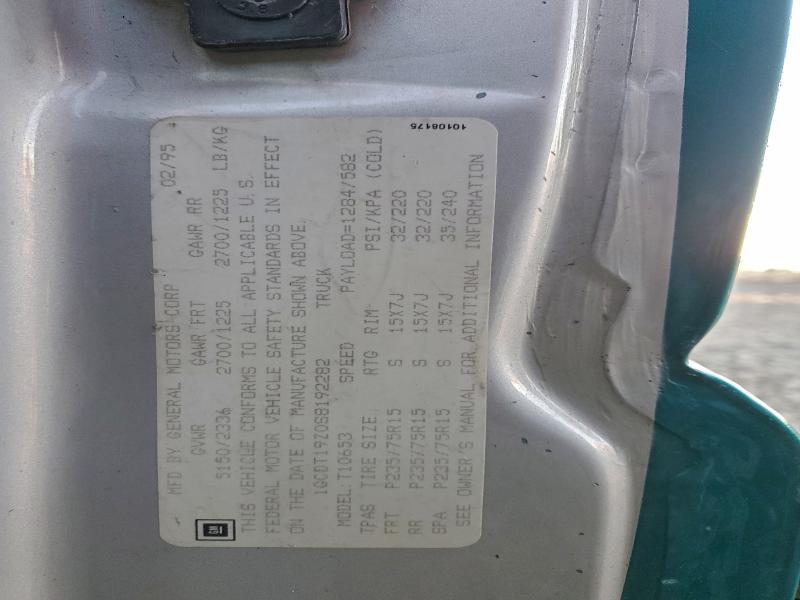 MFD BY GENERAL MOTORS CORP 02/95
GVWR GAWR FRT GAWR RR
5150/2336 2700/1225 2700/1225 LB/KG
THIS VEHICLE CONFORMS TO ALL APPLICABLE U.S.
FEDERAL MOTOR VEHICLE SAFETY STANDARDS IN EFFECT
ON THE DATE OF MANUFACTURE SHOWN ABOVE.
1GCDT19Z0S8192282 TRUCK
MODEL: T10653 PAYLOAD=1284/582
TPAS TIRE SIZE SPEED RTG RIM PSI/KPA (COLD)
FRT P235/75R15 S 15X7J 32/220
RR P235/75R15 S 15X7J 32/220
SPA P235/75R15 S 15X7J 35/240
SEE OWNER'S MANUAL FOR ADDITIONAL INFORMATION
GM
10108175